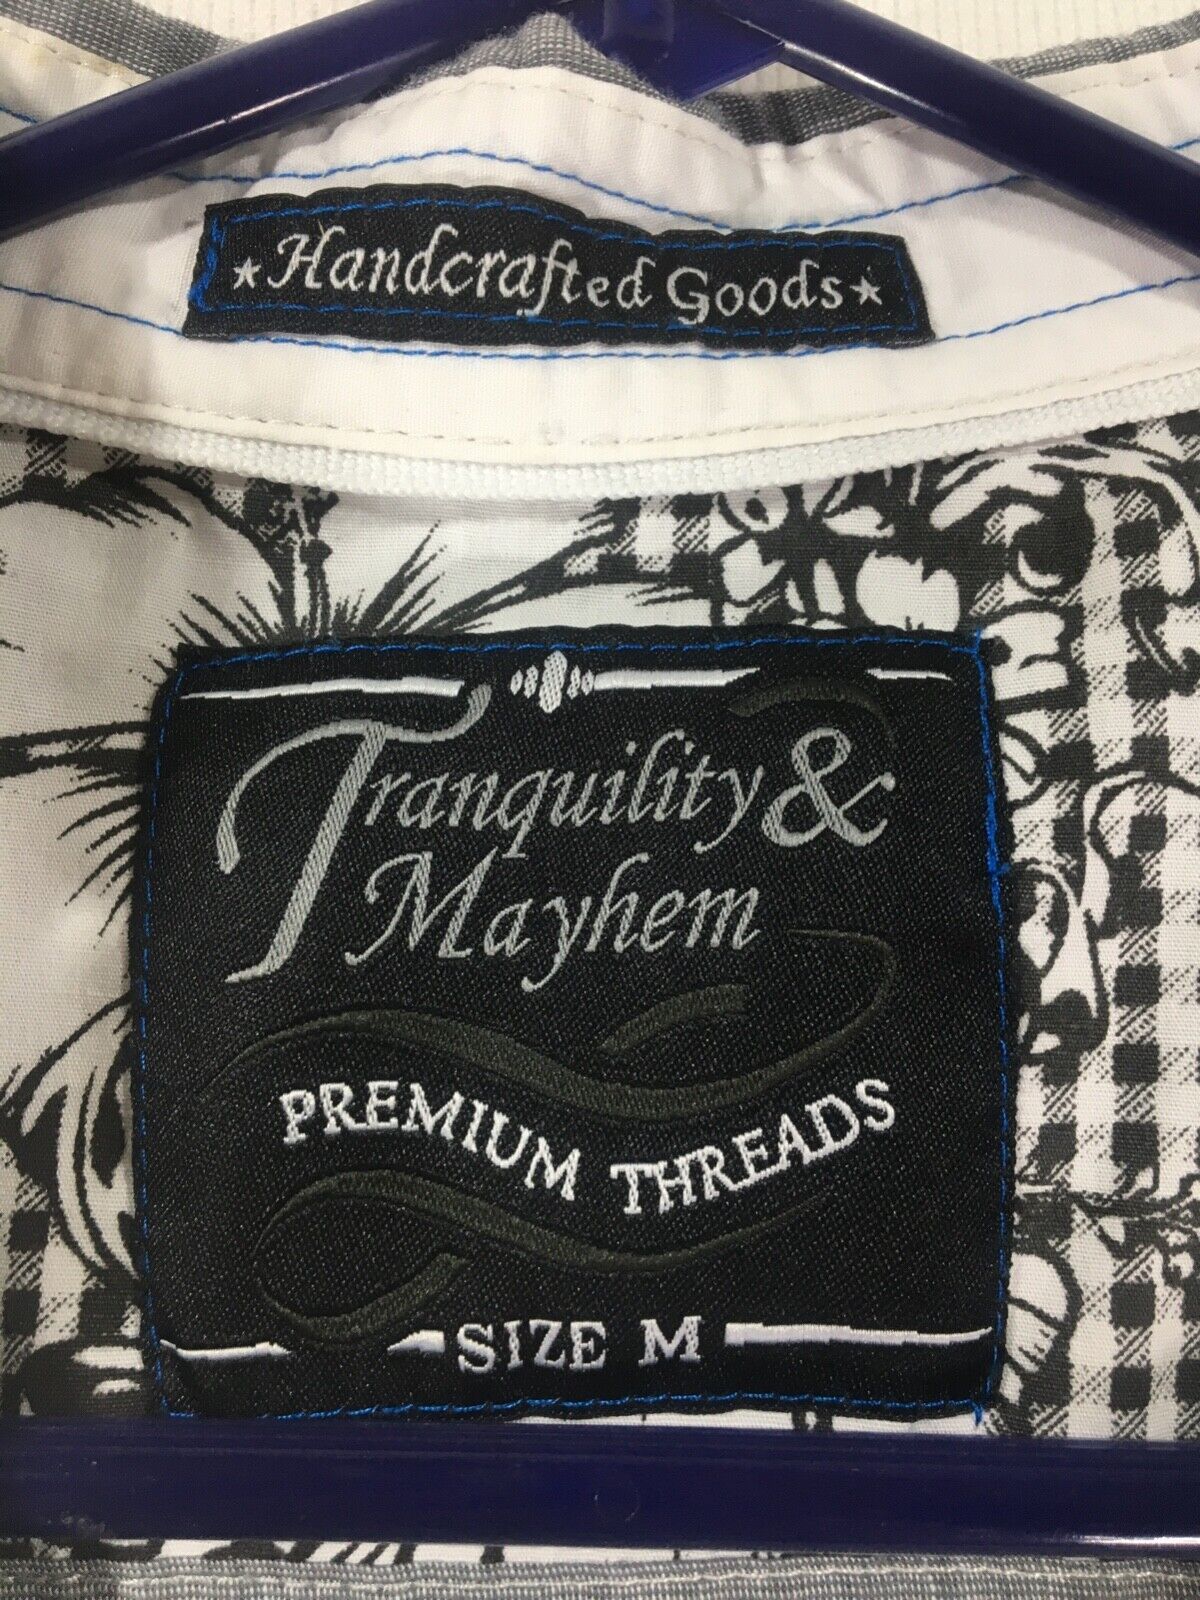 ★Handcrafted Goods★
Tranquility &
Mayhem
PREMIUM THREADS
SIZE M